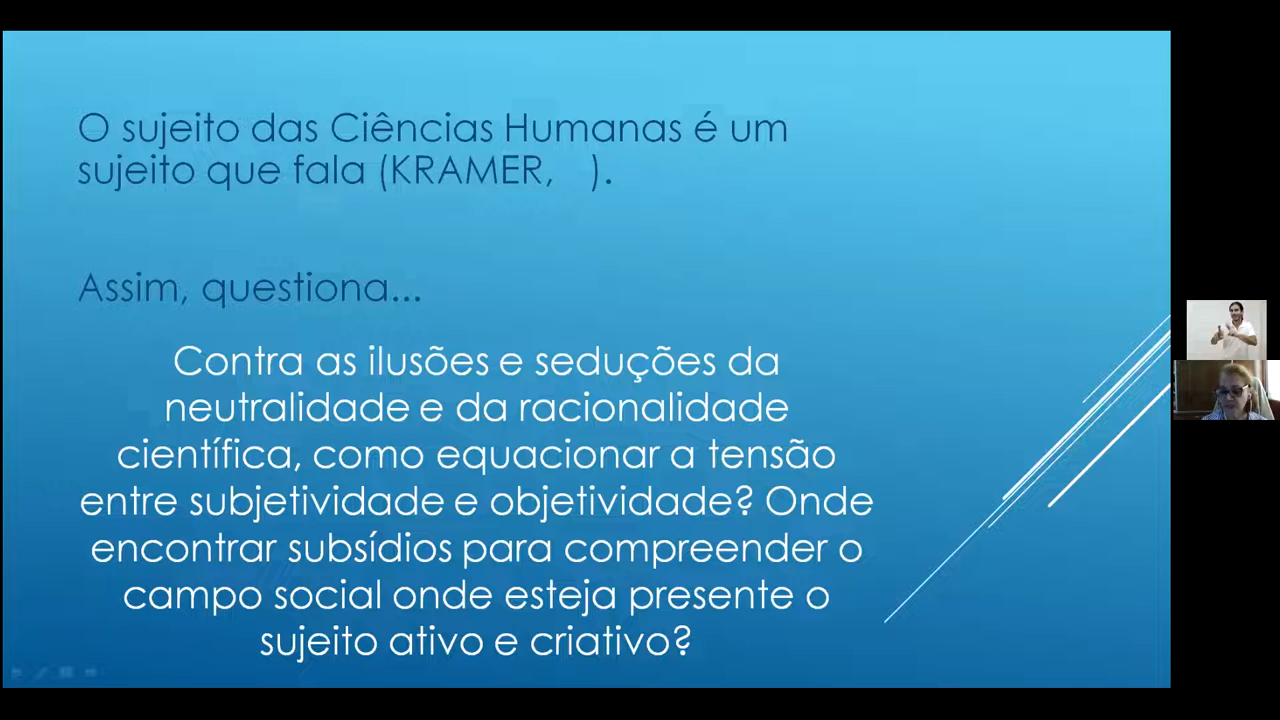 O sujeito das Ciências Humanas é um
sujeito que fala (KRAMER,   ).
Assim, questiona...
Contra as ilusões e seduções da
neutralidade e da racionalidade
científica, como equacionar a tensão
entre subjetividade e objetividade? Onde
encontrar subsídios para compreender o
campo social onde esteja presente o
sujeito ativo e criativo?